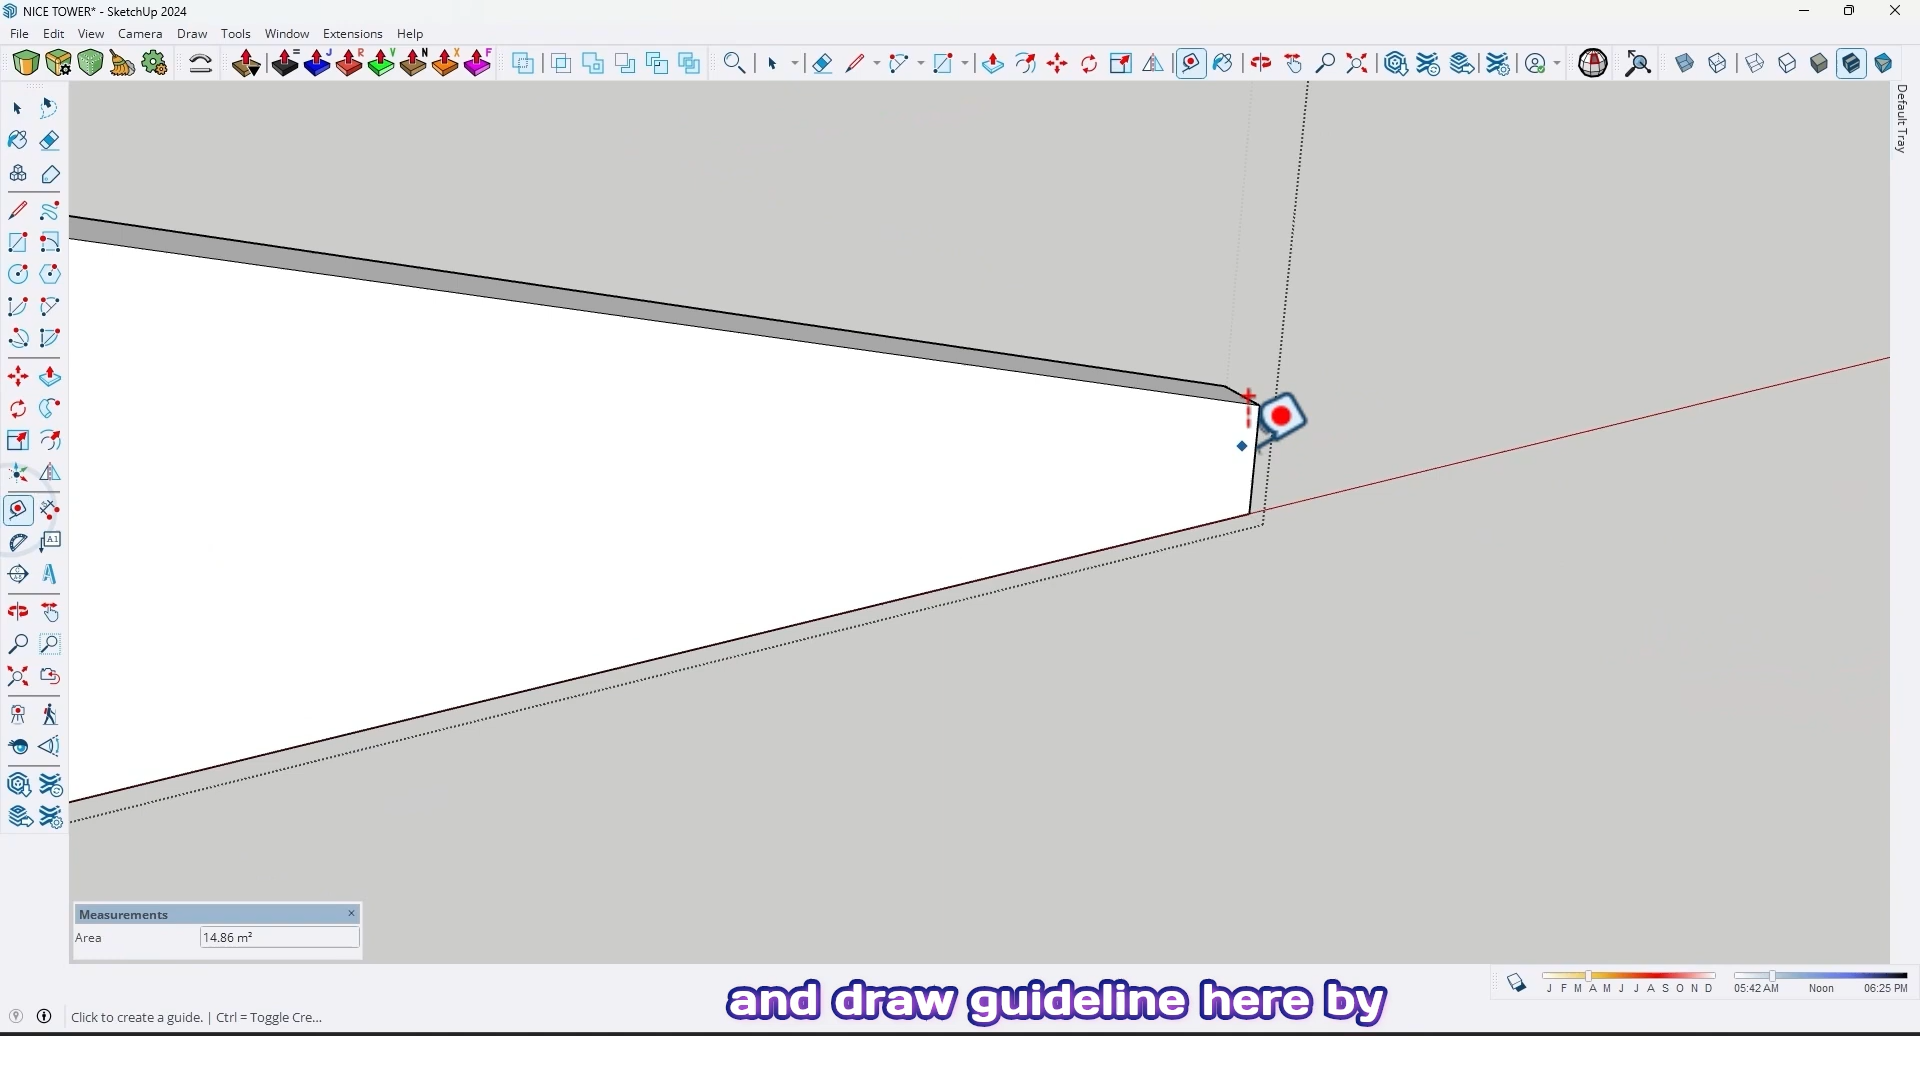 NICE TOWER* - SketchUp 2024
File Edit View Camera Draw Tools Window Extensions Help
= J R V N X F
Default Tray
A1
Measurements
Area 14.86 m²
and draw guideline here by
J F M A M J J A S O N D
05:42 AM Noon 06:25 PM
Click to create a guide. | Ctrl = Toggle Cre...